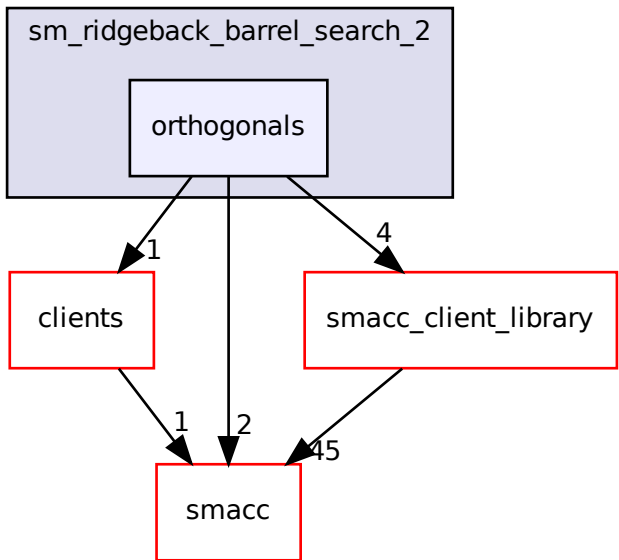 sm_ridgeback_barrel_search_2
orthogonals
1
4
clients
smacc_client_library
1
2
45
smacc